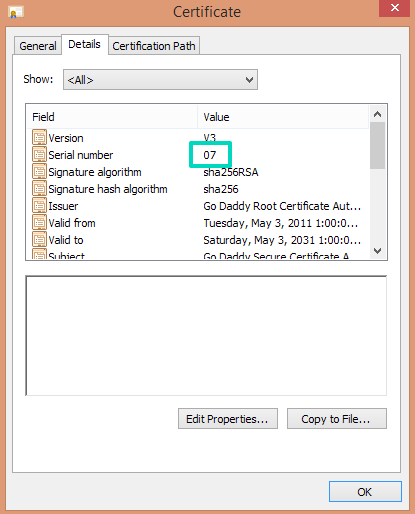 Certificate
General Details Certification Path
Show: <All>
Field Value
Version V3
Serial number 07
Signature algorithm sha256RSA
Signature hash algorithm sha256
Issuer Go Daddy Root Certificate Aut...
Valid from Tuesday, May 3, 2011 1:00:0...
Valid to Saturday, May 3, 2031 1:00:0...
Subject Go Daddy Secure Certificate A
Edit Properties... Copy to File...
OK